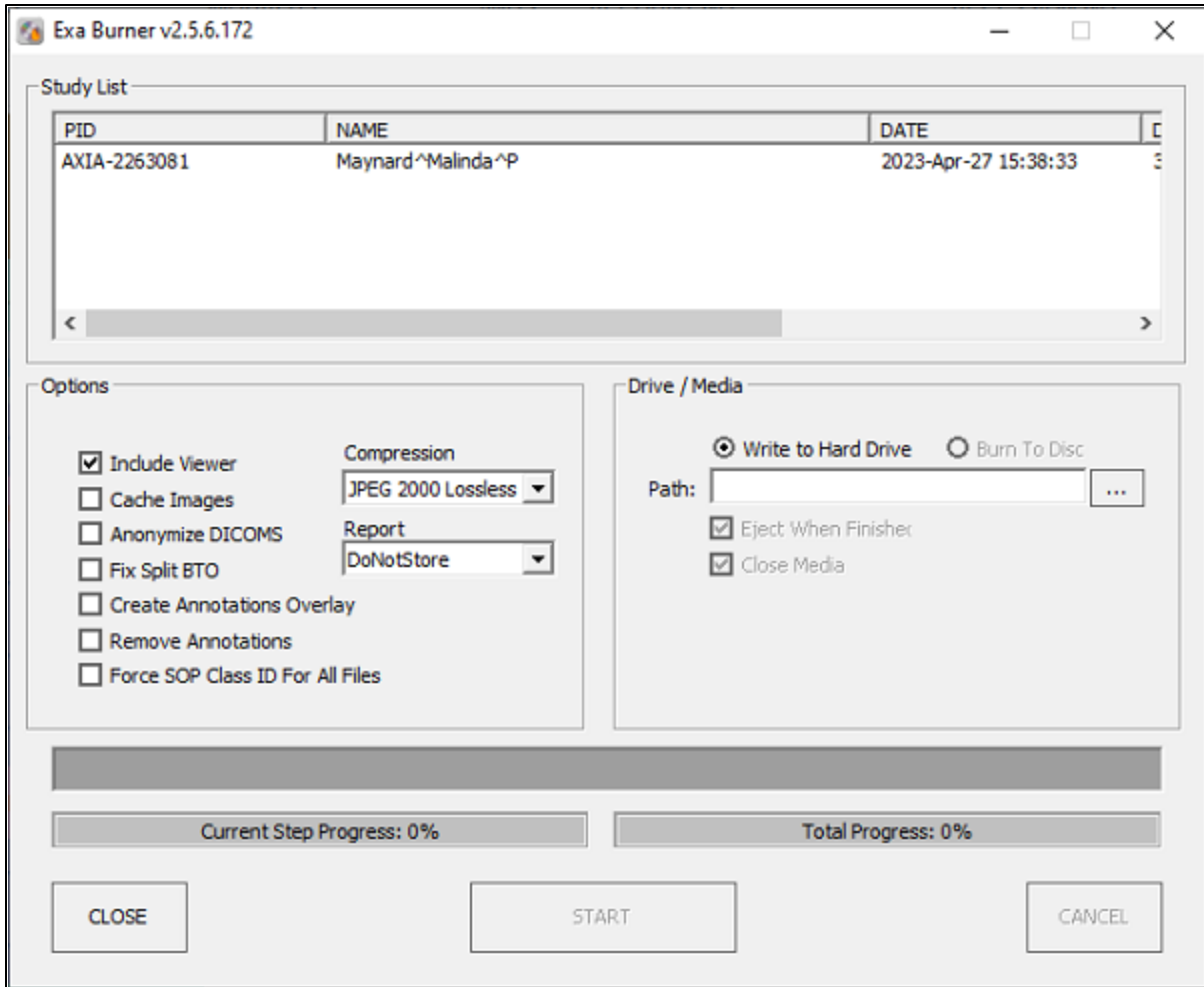 Exa Burner v2.5.6.172
Study List
PID NAME DATE
AXIA-2263081 Maynard^Malinda^P 2023-Apr-27 15:38:33
Options
Include Viewer
Cache Images
Anonymize DICOMS
Fix Split BTO
Create Annotations Overlay
Remove Annotations
Force SOP Class ID For All Files
Compression
JPEG 2000 Lossless
Report
DoNotStore
Drive / Media
Write to Hard Drive Burn To Disc
Path: ...
Eject When Finished
Close Media
Current Step Progress: 0% Total Progress: 0%
CLOSE START CANCEL